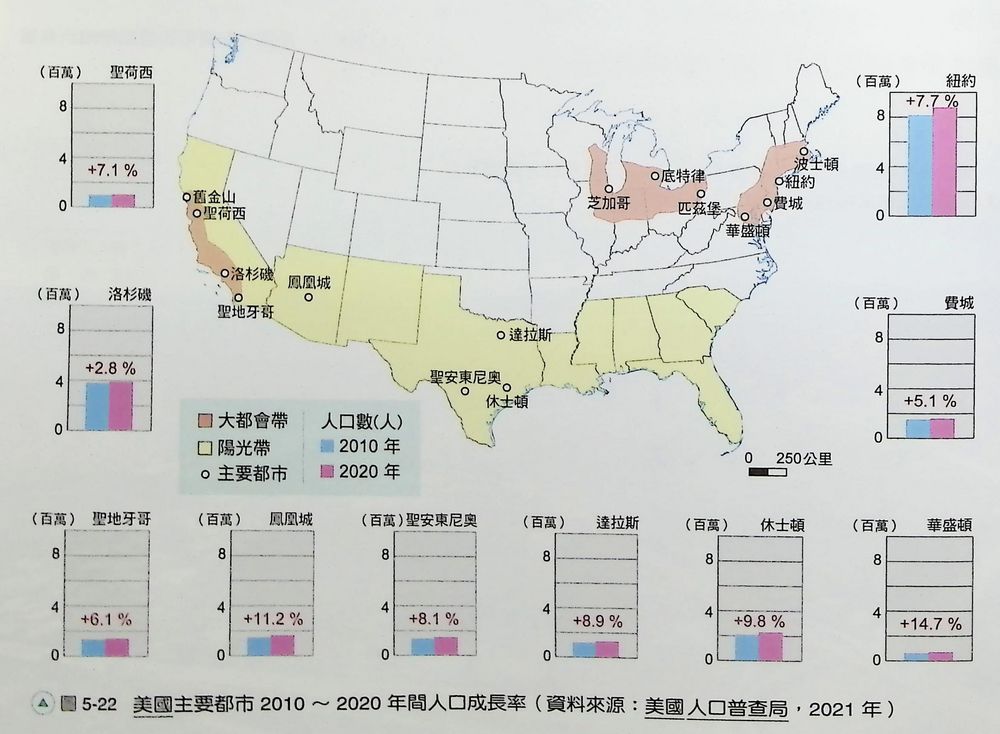 （百萬） 聖荷西
8
4
0
+7.1 %
（百萬） 紐約
8
4
0
+7.7 %
舊金山
聖荷西
洛杉磯
聖地牙哥
鳳凰城
達拉斯
聖安東尼奧
休士頓
芝加哥
底特律
匹茲堡
波士頓
紐約
費城
華盛頓
（百萬） 洛杉磯
8
4
0
+2.8 %
（百萬） 費城
8
4
0
+5.1 %
大都會帶
陽光帶
主要都市
人口數(人)
2010 年
2020 年
0 250公里
（百萬） 聖地牙哥
8
4
0
+6.1 %
（百萬） 鳳凰城
8
4
0
+11.2 %
（百萬）聖安東尼奧
8
4
0
+8.1 %
（百萬） 達拉斯
8
4
0
+8.9 %
（百萬） 休士頓
8
4
0
+9.8 %
（百萬） 華盛頓
8
4
0
+14.7 %
圖 5-22 美國主要都市 2010 ～ 2020 年間人口成長率（資料來源：美國人口普查局，2021 年）